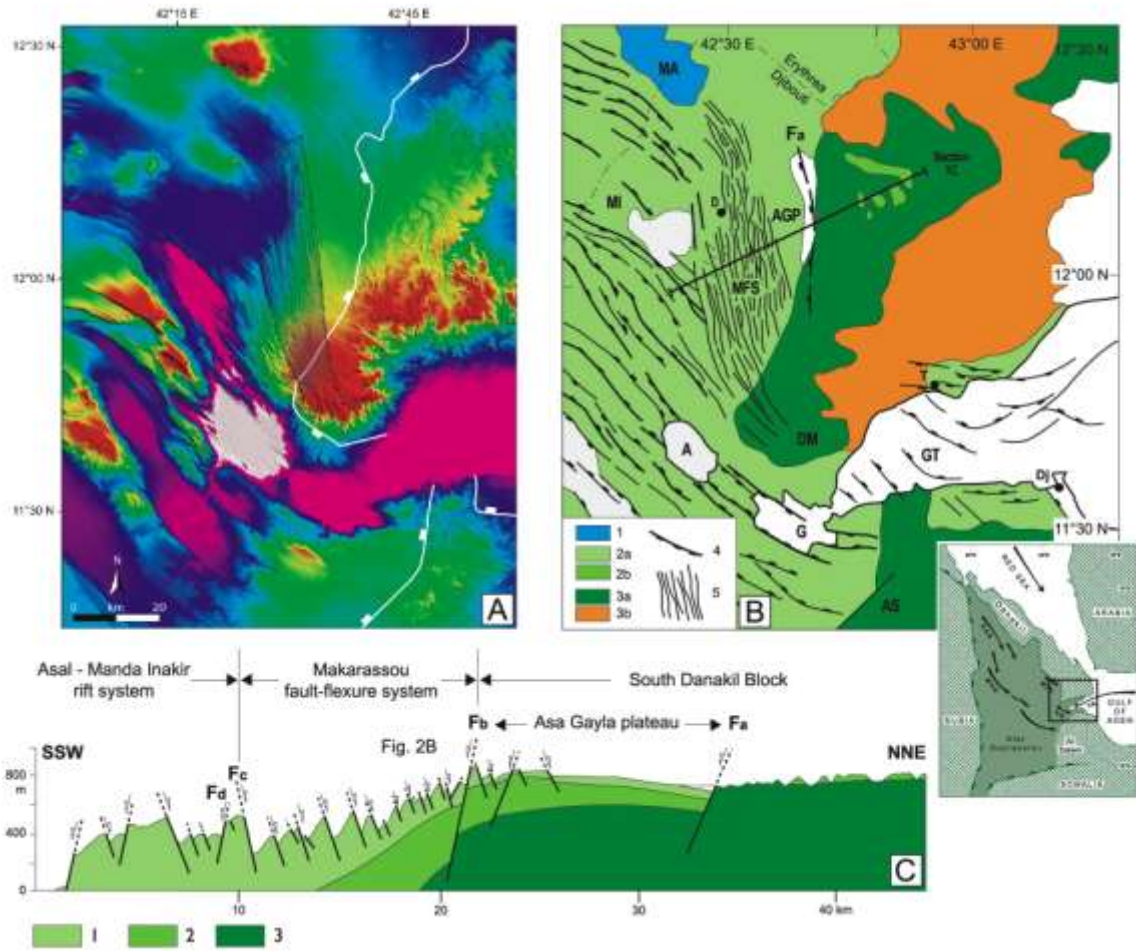 42°15 E
42°45 E
12°30 N
12°00 N
11°30 N
N
0 km 20
A
42°30 E
43°00 E
12°30 N
MA
Erythrea
Djibouti
Fa
Section
1C
MI
D
AGP
MFS
12°00 N
T
DM
A
GT
Dj
G
11°30 N
AS
1
2a
2b
3a
3b
4
5
B
RED SEA
DANAKIL
ARABIA
NUBIA
GULF
OF
ADEN
SOMALIA
Asal - Manda Inakir
rift system
Makarassou
fault-flexure system
South Danakil Block
Fb
Asa Gayla plateau
Fa
SSW
Fig. 2B
NNE
Fc
Fd
800
m
400
0
C
10
20
30
40 km
1
2
3